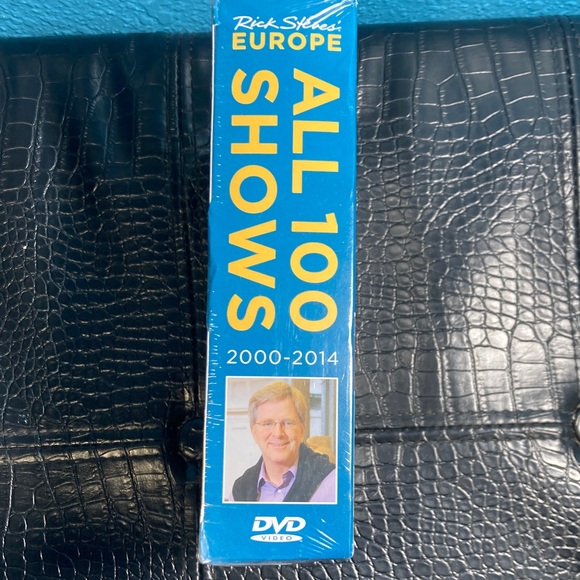 Rick Steves'
EUROPE
ALL 100
SHOWS
2000-2014
DVD
VIDEO